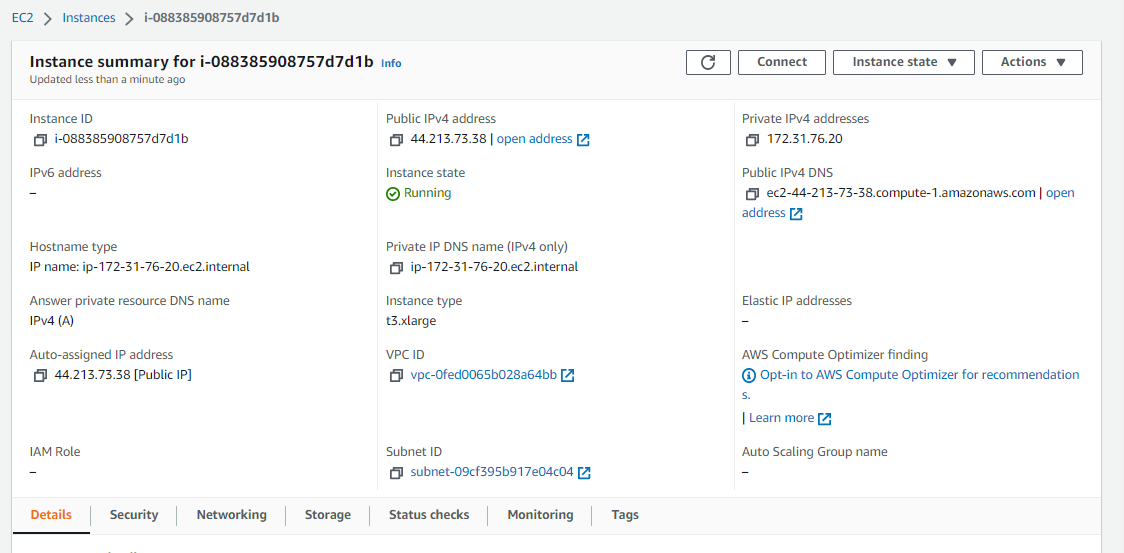 EC2 > Instances > i-088385908757d7d1b
Instance summary for i-088385908757d7d1b Info
Updated less than a minute ago
Connect
Instance state
Actions
Instance ID
i-088385908757d7d1b
Public IPv4 address
44.213.73.38 | open address
Private IPv4 addresses
172.31.76.20
IPv6 address
–
Instance state
Running
Public IPv4 DNS
ec2-44-213-73-38.compute-1.amazonaws.com | open
address
Hostname type
IP name: ip-172-31-76-20.ec2.internal
Private IP DNS name (IPv4 only)
ip-172-31-76-20.ec2.internal
Answer private resource DNS name
IPv4 (A)
Instance type
t3.xlarge
Elastic IP addresses
–
Auto-assigned IP address
44.213.73.38 [Public IP]
VPC ID
vpc-0fed0065b028a64bb
AWS Compute Optimizer finding
Opt-in to AWS Compute Optimizer for recommendation
s.
| Learn more
IAM Role
–
Subnet ID
subnet-09cf395b917e04c04
Auto Scaling Group name
–
Details
Security
Networking
Storage
Status checks
Monitoring
Tags